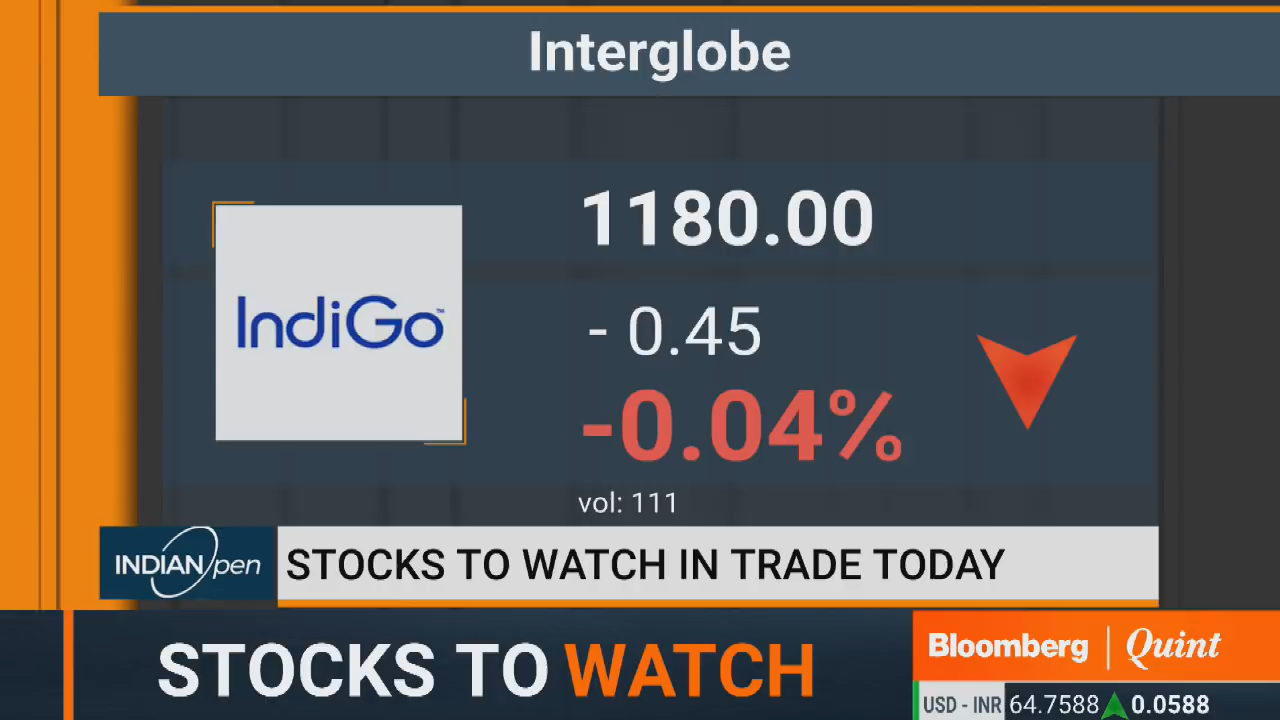 Interglobe
1180.00
IndiGo™
- 0.45
-0.04%
vol: 111
INDIAN Open
STOCKS TO WATCH IN TRADE TODAY
STOCKS TO WATCH
Bloomberg | Quint
USD - INR 64.7588 0.0588